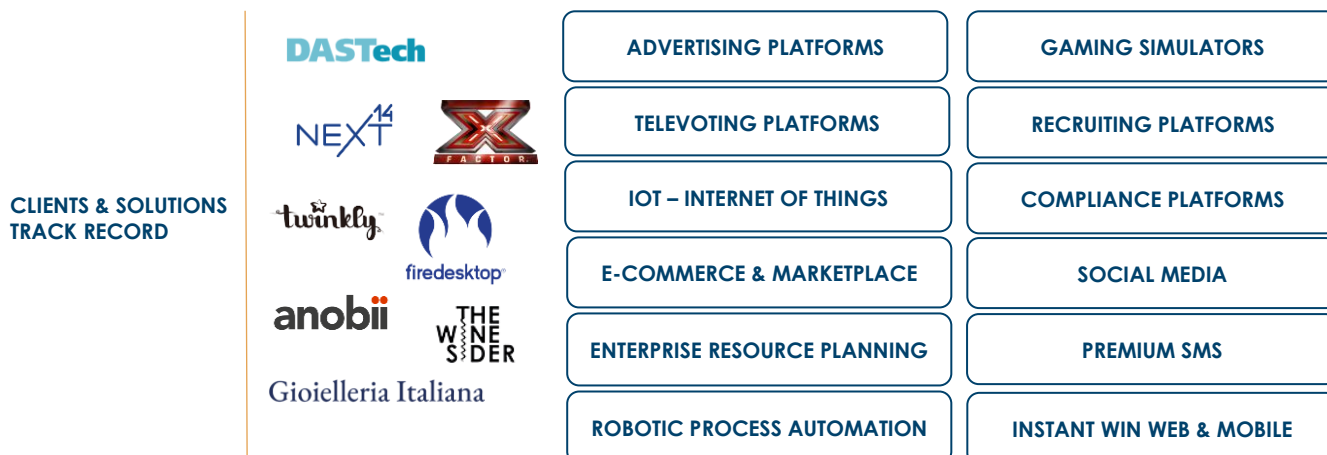 CLIENTS & SOLUTIONS
TRACK RECORD
DASTech
NEXT14
X
FACTOR.
twinkly
firedesktop®
anobii
THE
WINE
SIDER
Gioielleria Italiana
ADVERTISING PLATFORMS
GAMING SIMULATORS
TELEVOTING PLATFORMS
RECRUITING PLATFORMS
IOT – INTERNET OF THINGS
COMPLIANCE PLATFORMS
E-COMMERCE & MARKETPLACE
SOCIAL MEDIA
ENTERPRISE RESOURCE PLANNING
PREMIUM SMS
ROBOTIC PROCESS AUTOMATION
INSTANT WIN WEB & MOBILE